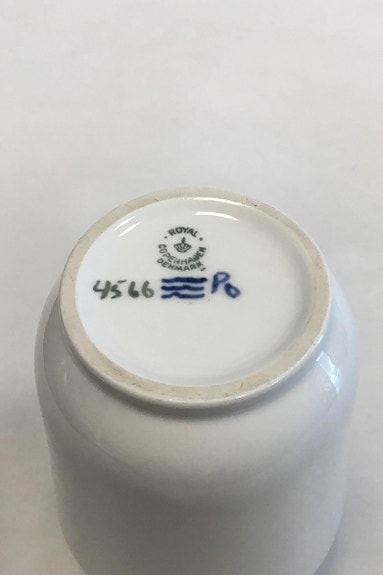 ROYAL
COPENHAGEN
DENMARK
4566 Po